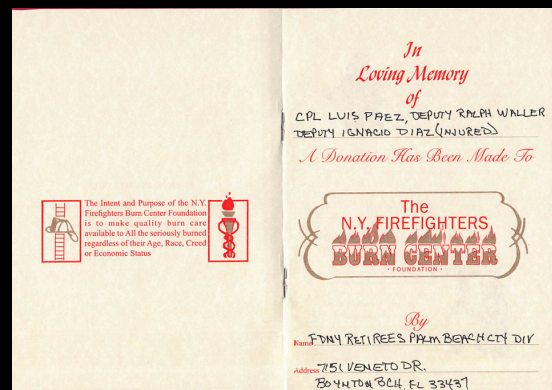 The Intent and Purpose of the N.Y.
Firefighters Burn Center Foundation
is to make quality burn care
available to All the seriously burned
regardless of their Age, Race, Creed
or Economic Status
In
Loving Memory
of
CPL LUIS PAEZ, DEPUTY RALPH WALLER
DEPUTY IGNACIO DIAZ (INJURED)
A Donation Has Been Made To
The
N.Y. FIREFIGHTERS
BURN CENTER
· FOUNDATION ·
By
Name FDNY RETIREES PALM BEACH CTY DIV
Address 7151 VENETO DR.
BOYNTON BCH, FL 33437